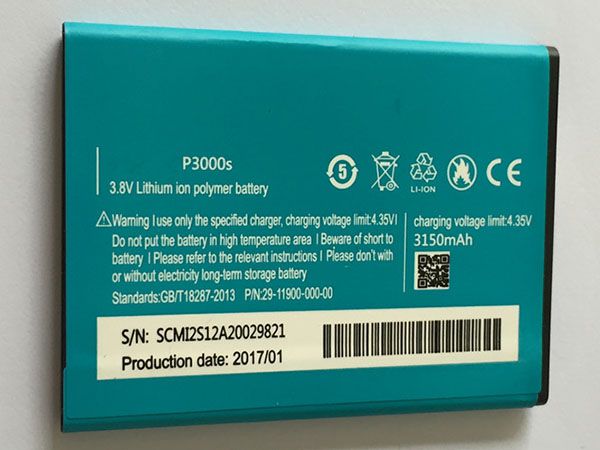 P3000s
3.8V Lithium ion polymer battery
5
LI-ION
CE
Warning I use only the specified charger, charging voltage limit:4.35V I
Do not put the battery in high temperature area I Beware of short to
battery I Please refer to the relevant instructions I Please don't with
or without electricity long-term storage battery
Standards:GB/T18287-2013 P/N:29-11900-000-00
charging voltage limit:4.35V
3150mAh
S/N: SCMI2S12A20029821
Production date: 2017/01